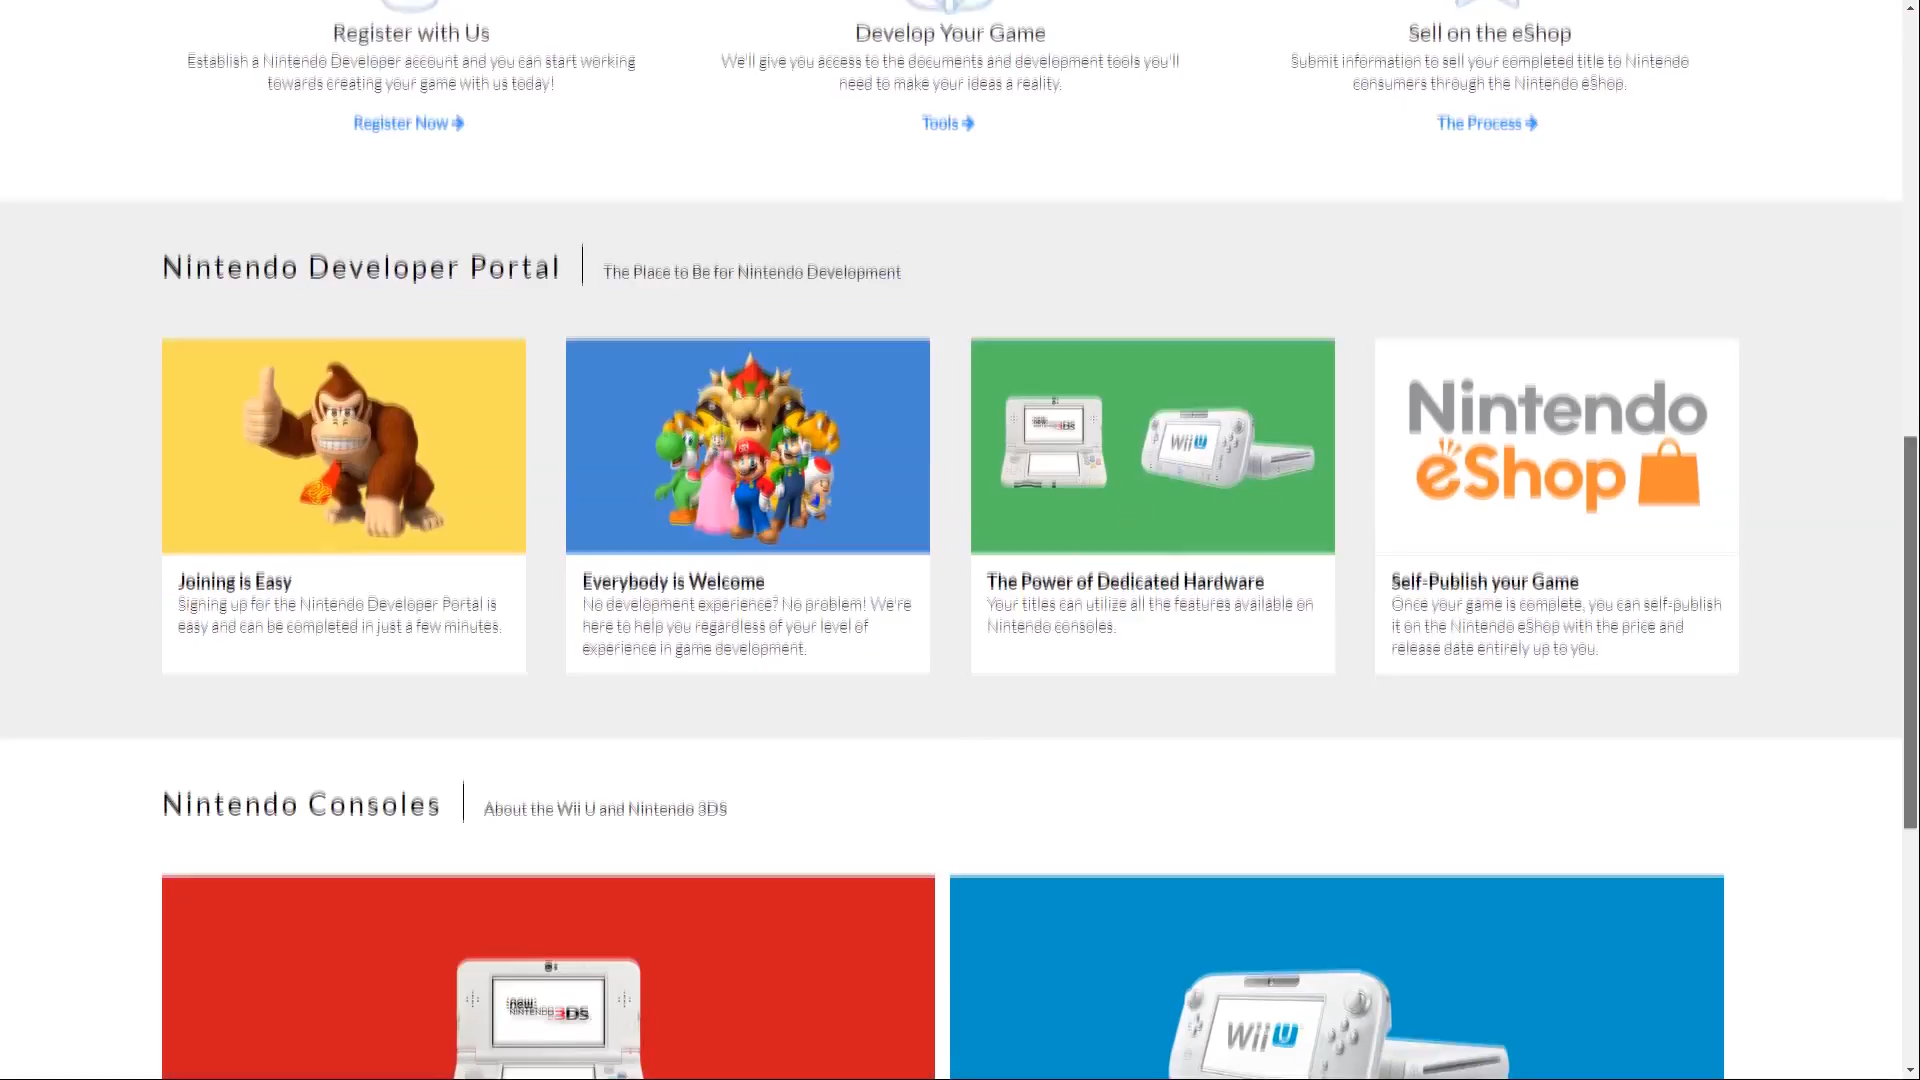 Register with Us
Establish a Nintendo Developer account and you can start working
towards creating your game with us today!
Register Now
Develop Your Game
We'll give you access to the documents and development tools you'll
need to make your ideas a reality.
Tools
Sell on the eShop
Submit information to sell your completed title to Nintendo
consumers through the Nintendo eShop.
The Process
Nintendo Developer Portal
The Place to Be for Nintendo Development
Joining is Easy
Signing up for the Nintendo Developer Portal is
easy and can be completed in just a few minutes.
Everybody is Welcome
No development experience? No problem! We're
here to help you regardless of your level of
experience in game development.
new
NINTENDO 3DS
Wii U
The Power of Dedicated Hardware
Your titles can utilize all the features available on
Nintendo consoles.
Nintendo
eShop
Self-Publish your Game
Once your game is complete, you can self-publish
it on the Nintendo eShop with the price and
release date entirely up to you.
Nintendo Consoles
About the Wii U and Nintendo 3DS
new
NINTENDO 3DS
Wii U